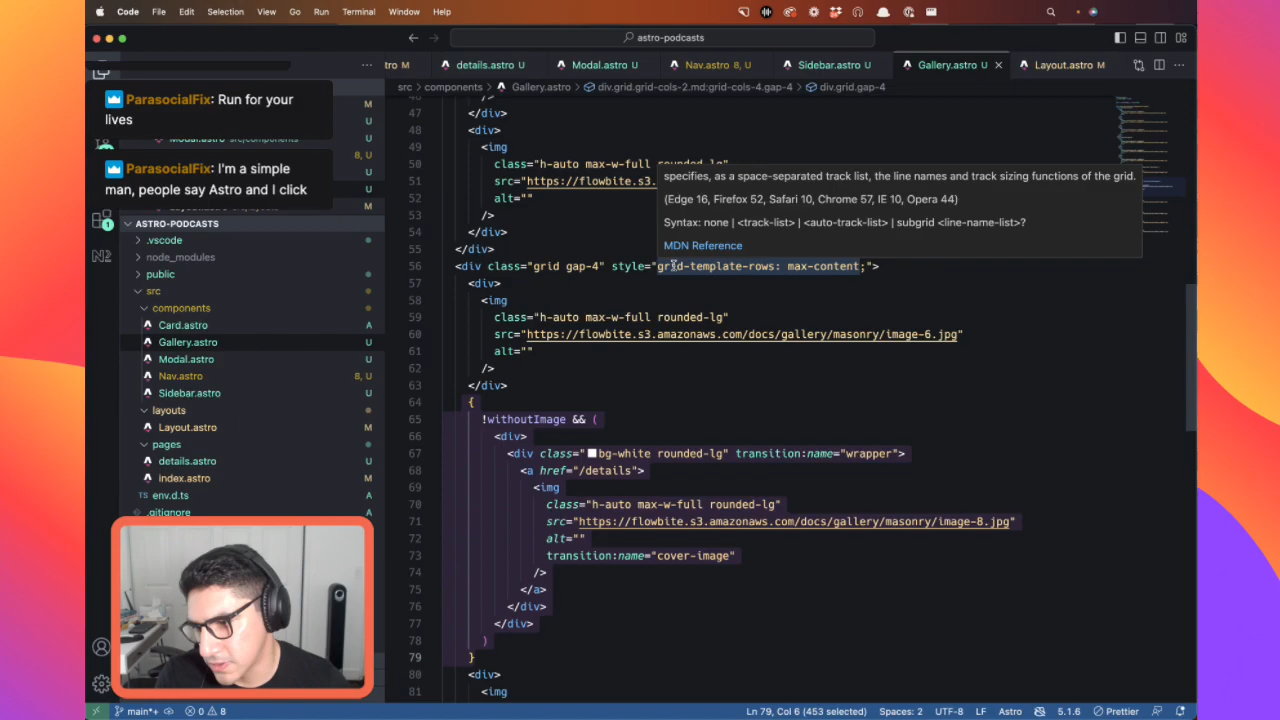 Code File Edit Selection View Go Run Terminal Window Help
astro-podcasts
tro M details.astro U Modal.astro U Nav.astro 8, U Sidebar.astro U Gallery.astro U Layout.astro M
src > components > Gallery.astro > div.grid.grid-cols-2.md:grid-cols-4.gap-4 > div.grid.gap-4
ParasocialFix: Run for your
lives
Modal.astro src/components
ParasocialFix: I'm a simple
man, people say Astro and I click
M
U
U
8, U
U
M
ASTRO-PODCASTS
.vscode
node_modules
public
src
components
Card.astro A
Gallery.astro U
Modal.astro U
Nav.astro 8, U
Sidebar.astro U
layouts
Layout.astro M
pages
details.astro U
index.astro M
env.d.ts
.gitignore
46 />
47 </div>
48 <div>
49 <img
50 class="h-auto max-w-full rounded-lg"
51 src="https://flowbite.s3.
52 alt=""
53 />
54 </div>
55 </div>
specifies, as a space-separated track list, the line names and track sizing functions of the grid.
(Edge 16, Firefox 52, Safari 10, Chrome 57, IE 10, Opera 44)
Syntax: none | <track-list> | <auto-track-list> | subgrid <line-name-list>?
MDN Reference
56 <div class="grid gap-4" style="grid-template-rows: max-content;">
57 <div>
58 <img
59 class="h-auto max-w-full rounded-lg"
60 src="https://flowbite.s3.amazonaws.com/docs/gallery/masonry/image-6.jpg"
61 alt=""
62 />
63 </div>
64 {
65 !withoutImage && (
66 <div>
67 <div class="bg-white rounded-lg" transition:name="wrapper">
68 <a href="/details">
69 <img
70 class="h-auto max-w-full rounded-lg"
71 src="https://flowbite.s3.amazonaws.com/docs/gallery/masonry/image-8.jpg"
72 alt=""
73 transition:name="cover-image"
74 />
75 </a>
76 </div>
77 </div>
78 )
79 }
80 <div>
81 <img
main*+ 0 8 Ln 79, Col 6 (453 selected) Spaces: 2 UTF-8 LF Astro 5.1.6 Prettier